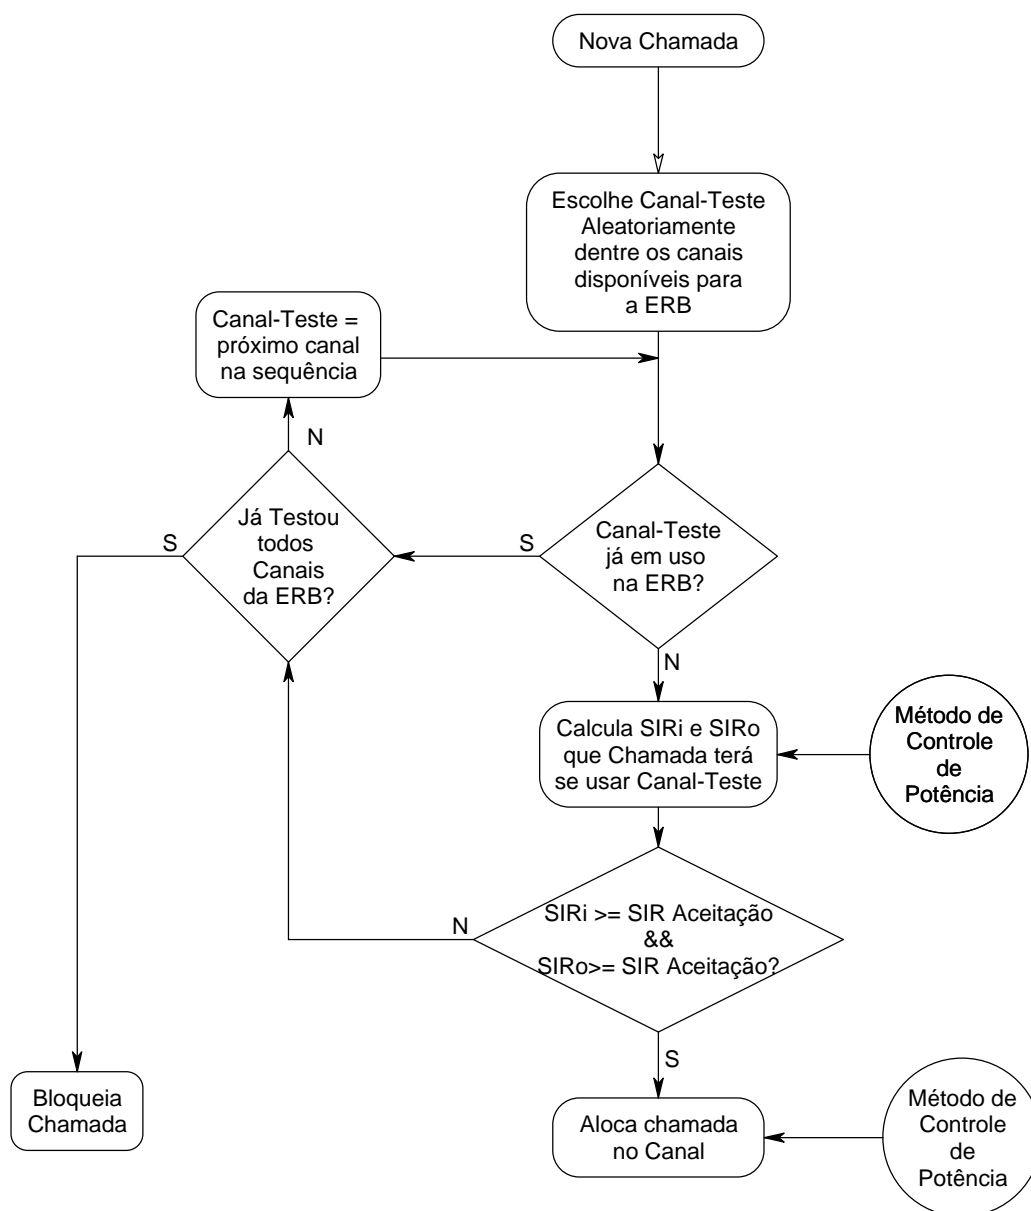 Nova Chamada
Escolhe Canal-Teste
Aleatoriamente
dentre os canais
disponíveis para
a ERB
Canal-Teste =
próximo canal
na sequência
N
Já Testou
todos
Canais
da ERB?
S
Canal-Teste
já em uso
na ERB?
S
N
Calcula SIRi e SIRo
que Chamada terá
se usar Canal-Teste
Método de
Controle
de
Potência
SIRi >= SIR Aceitação
&&
SIRo>= SIR Aceitação?
N
S
Bloqueia
Chamada
Aloca chamada
no Canal
Método de
Controle
de
Potência